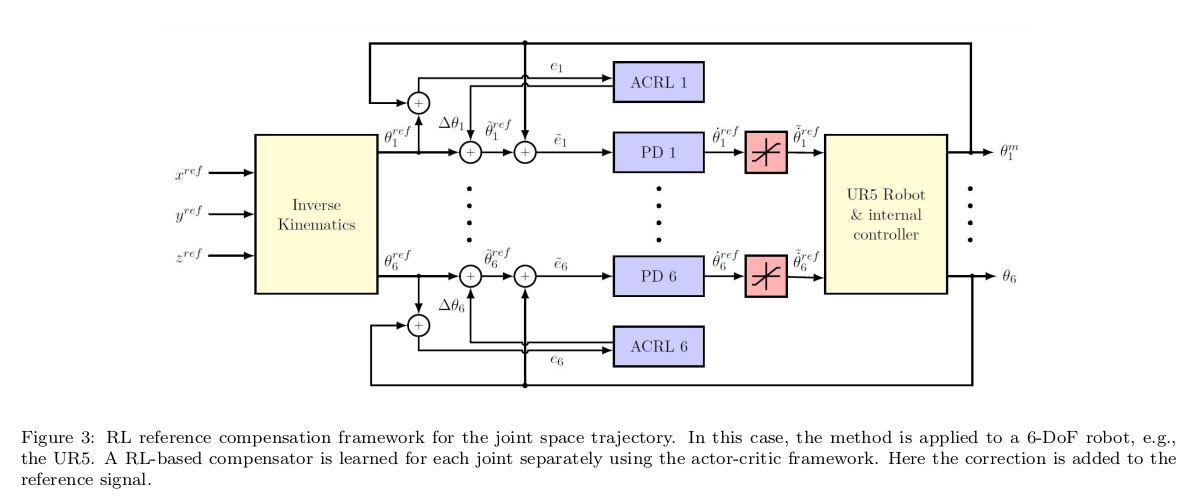 e₁
ACRL 1
+
Δθ₁
θ₁ʳᵉᶠ
θ̃₁ʳᵉᶠ
+
+
ẽ₁
PD 1
θ̇₁ʳᵉᶠ
θ̃̇₁ʳᵉᶠ
θ₁ᵐ
xʳᵉᶠ
yʳᵉᶠ
zʳᵉᶠ
Inverse
Kinematics
UR5 Robot
& internal
controller
θ₆ʳᵉᶠ
θ̃₆ʳᵉᶠ
+
+
ẽ₆
PD 6
θ̇₆ʳᵉᶠ
θ̃̇₆ʳᵉᶠ
θ₆
Δθ₆
+
ACRL 6
e₆
Figure 3: RL reference compensation framework for the joint space trajectory. In this case, the method is applied to a 6-DoF robot, e.g.,
the UR5. A RL-based compensator is learned for each joint separately using the actor-critic framework. Here the correction is added to the
reference signal.